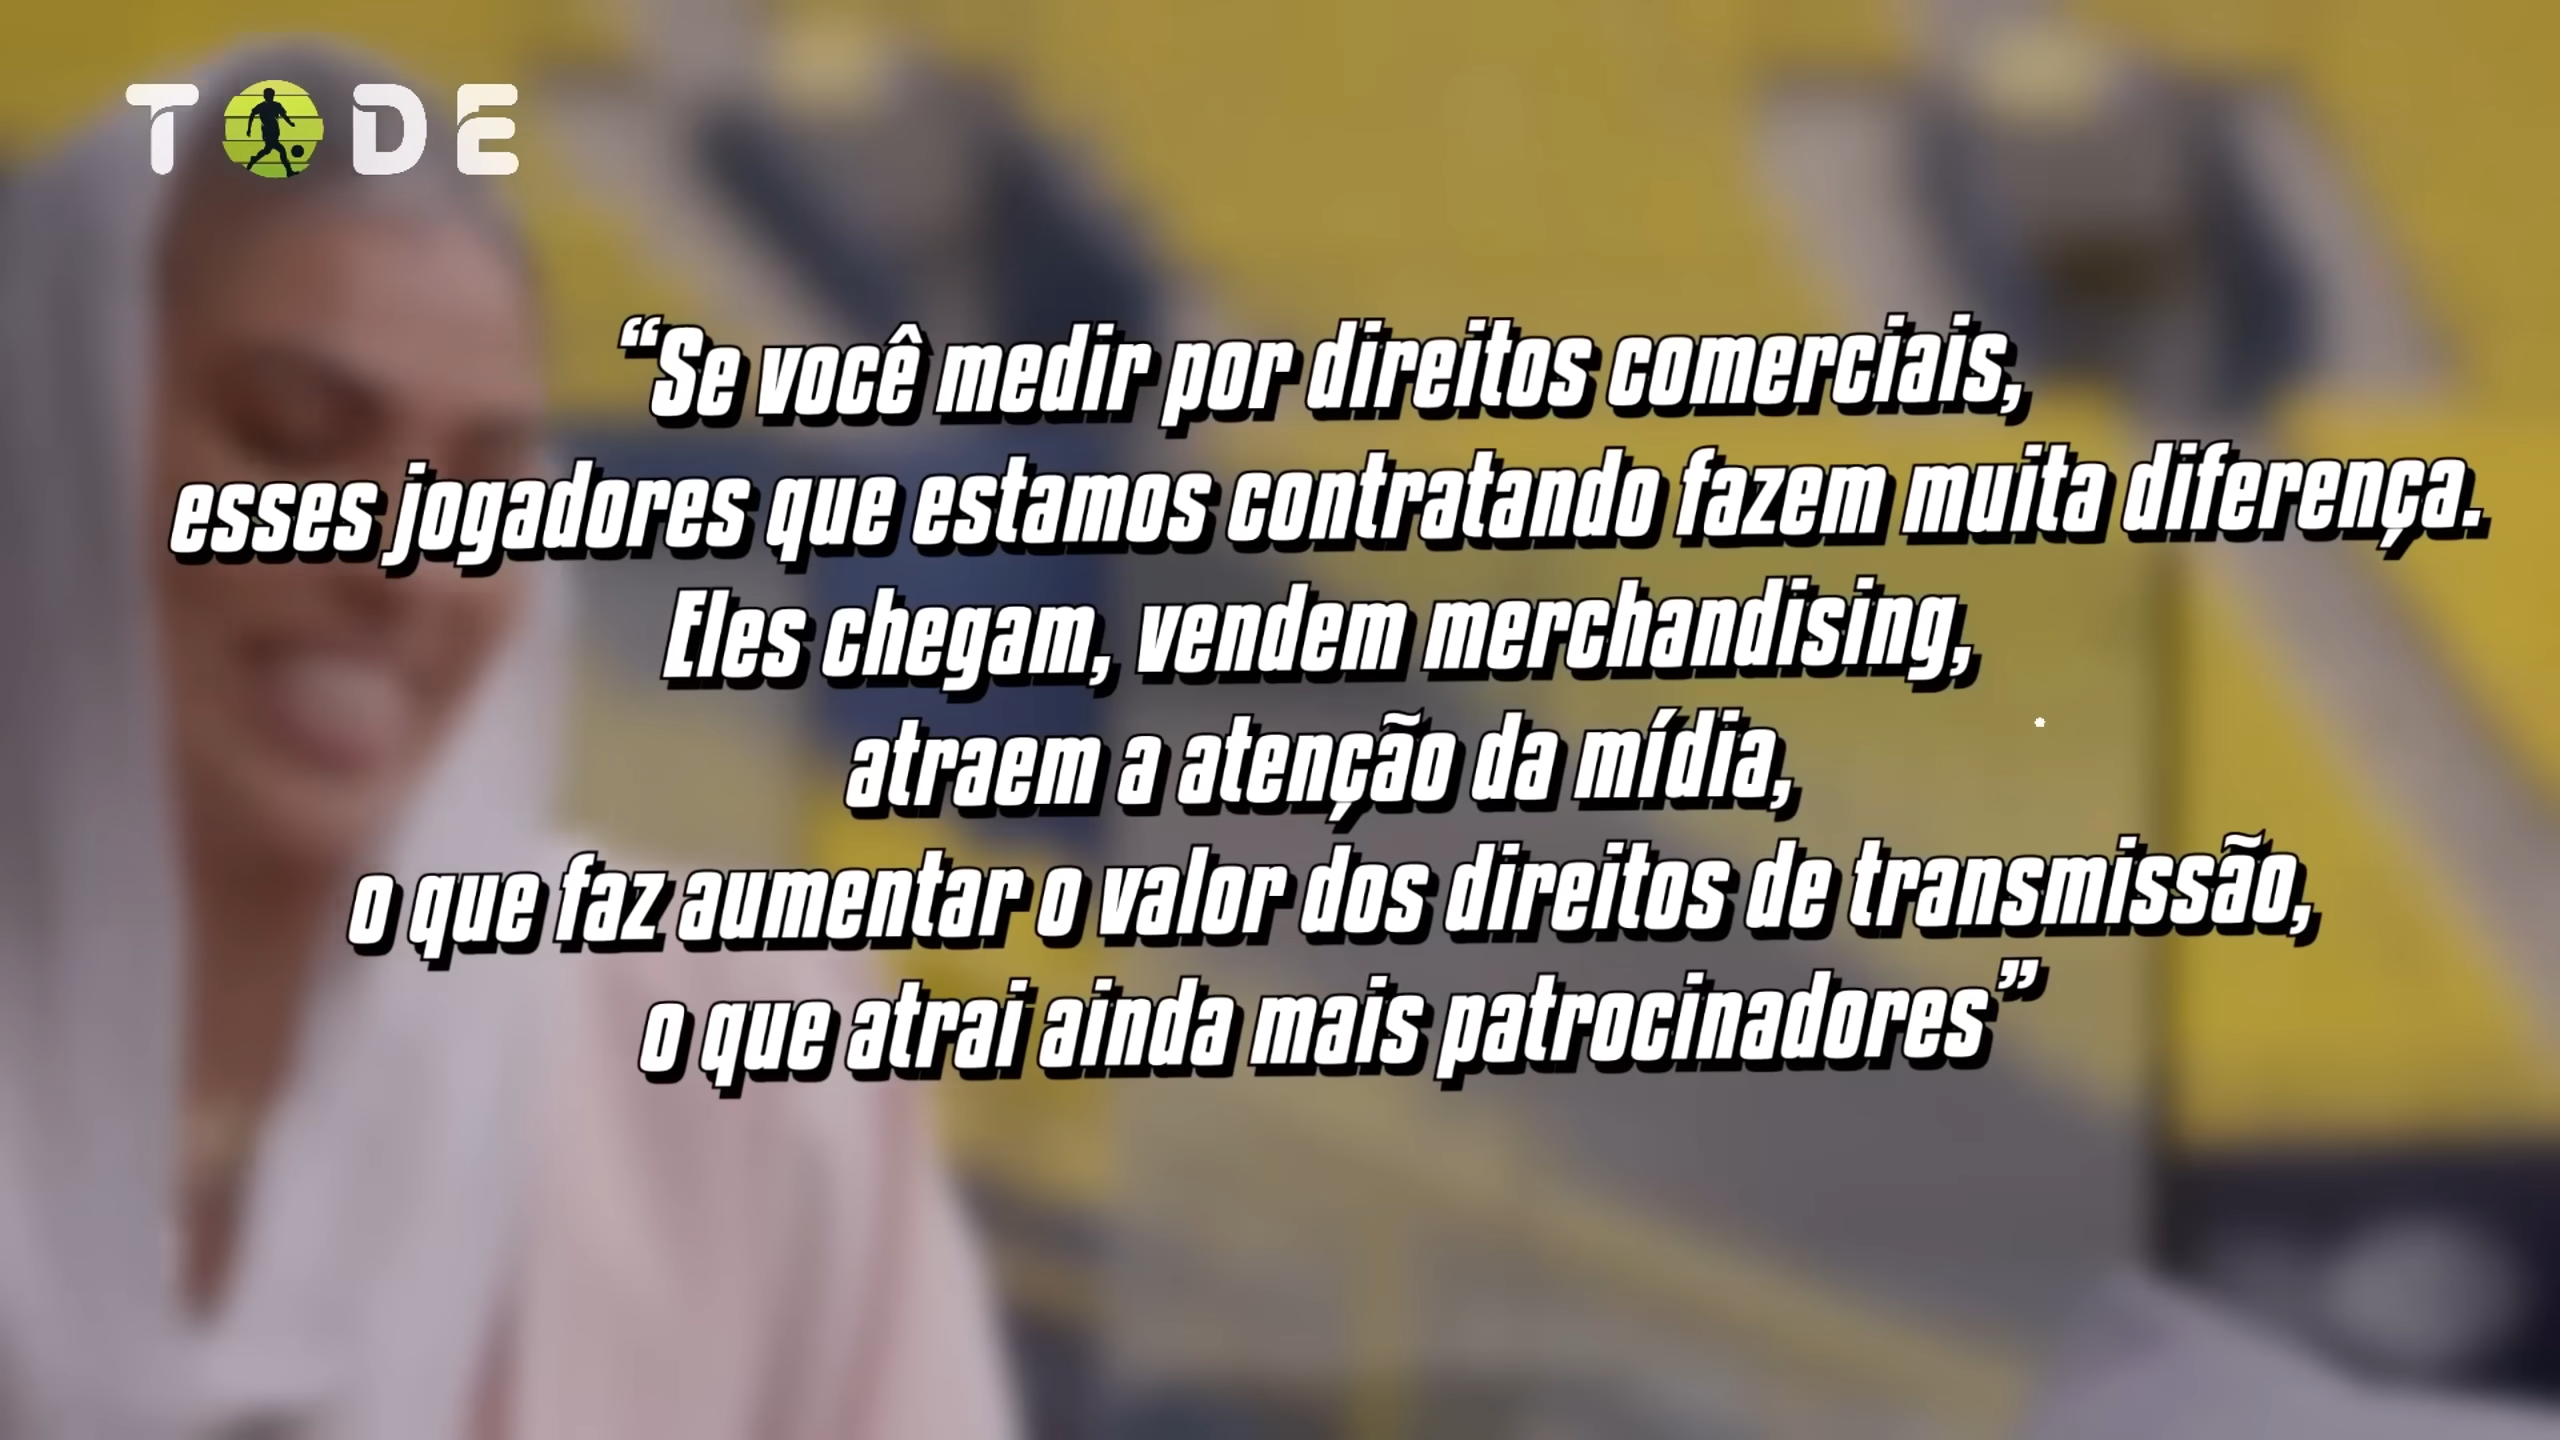 TODE
“Se você medir por direitos comerciais,
esses jogadores que estamos contratando fazem muita diferença.
Eles chegam, vendem merchandising,
atraem a atenção da mídia,
o que faz aumentar o valor dos direitos de transmissão,
o que atrai ainda mais patrocinadores”